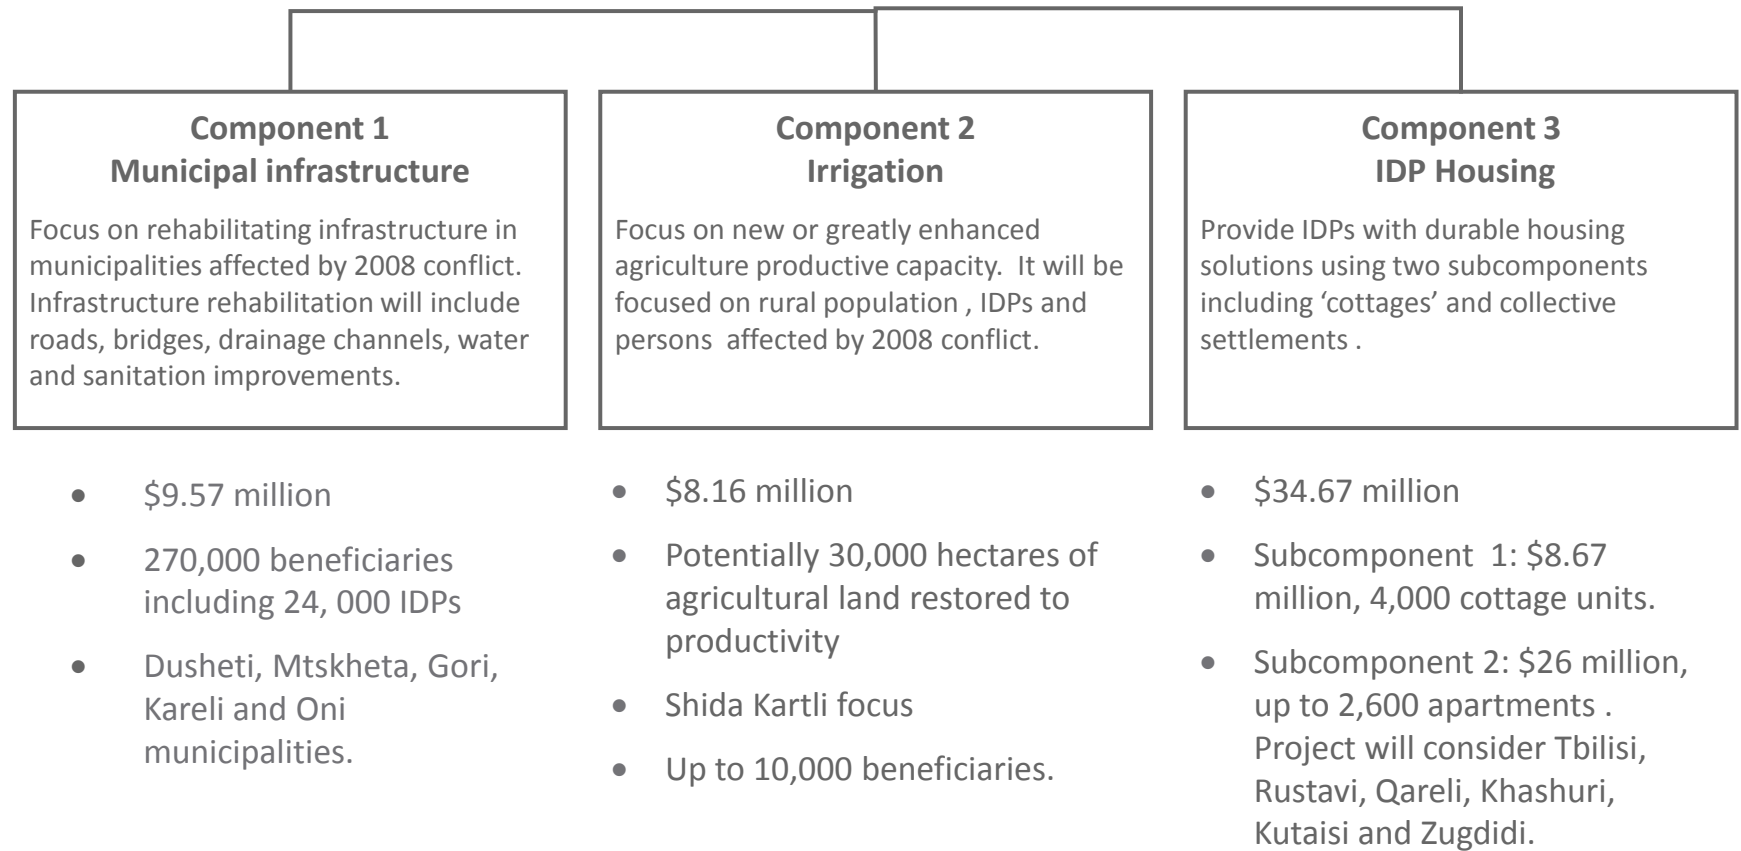 Component 1
Municipal infrastructure
Focus on rehabilitating infrastructure in
municipalities affected by 2008 conflict.
Infrastructure rehabilitation will include
roads, bridges, drainage channels, water
and sanitation improvements.
• $9.57 million
• 270,000 beneficiaries
including 24, 000 IDPs
• Dusheti, Mtskheta, Gori,
Kareli and Oni
municipalities.
Component 2
Irrigation
Focus on new or greatly enhanced
agriculture productive capacity.  It will be
focused on rural population , IDPs and
persons  affected by 2008 conflict.
• $8.16 million
• Potentially 30,000 hectares of
agricultural land restored to
productivity
• Shida Kartli focus
• Up to 10,000 beneficiaries.
Component 3
IDP Housing
Provide IDPs with durable housing
solutions using two subcomponents
including ‘cottages’ and collective
settlements .
• $34.67 million
• Subcomponent  1: $8.67
million, 4,000 cottage units.
• Subcomponent 2: $26 million,
up to 2,600 apartments .
Project will consider Tbilisi,
Rustavi, Qareli, Khashuri,
Kutaisi and Zugdidi.